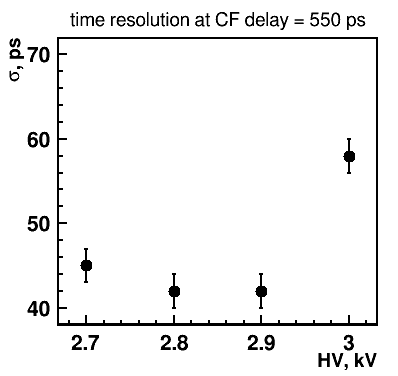 time resolution at CF delay = 550 ps
σ, ps
70
60
50
40
2.7 2.8 2.9 3
HV, kV